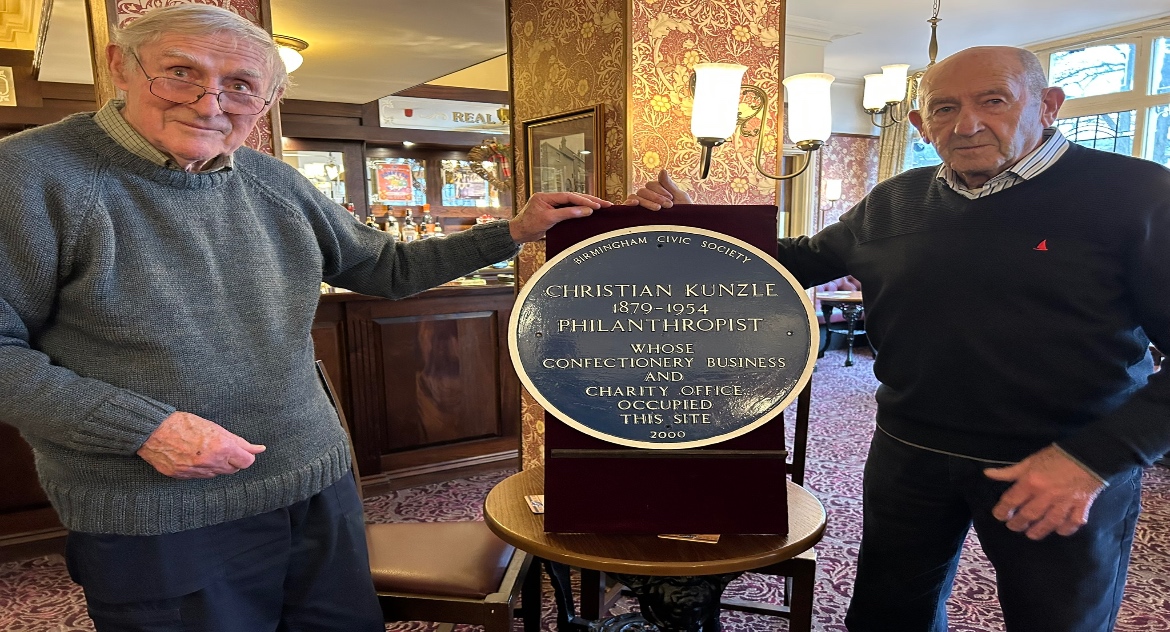 REAL
BIRMINGHAM CIVIC SOCIETY
CHRISTIAN KUNZLE
1879-1954
PHILANTHROPIST
WHOSE
CONFECTIONERY BUSINESS
AND
CHARITY OFFICE
OCCUPIED
THIS SITE
2000